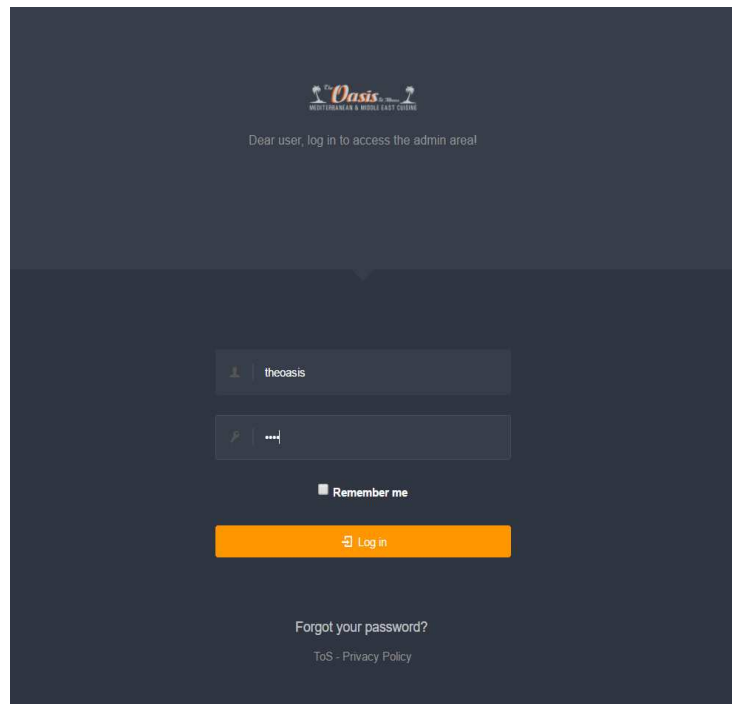 The Oasis
MEDITERRANEAN & MIDDLE EAST CUISINE
Dear user, log in to access the admin area!
theoasis
••••
Remember me
Log in
Forgot your password?
ToS - Privacy Policy